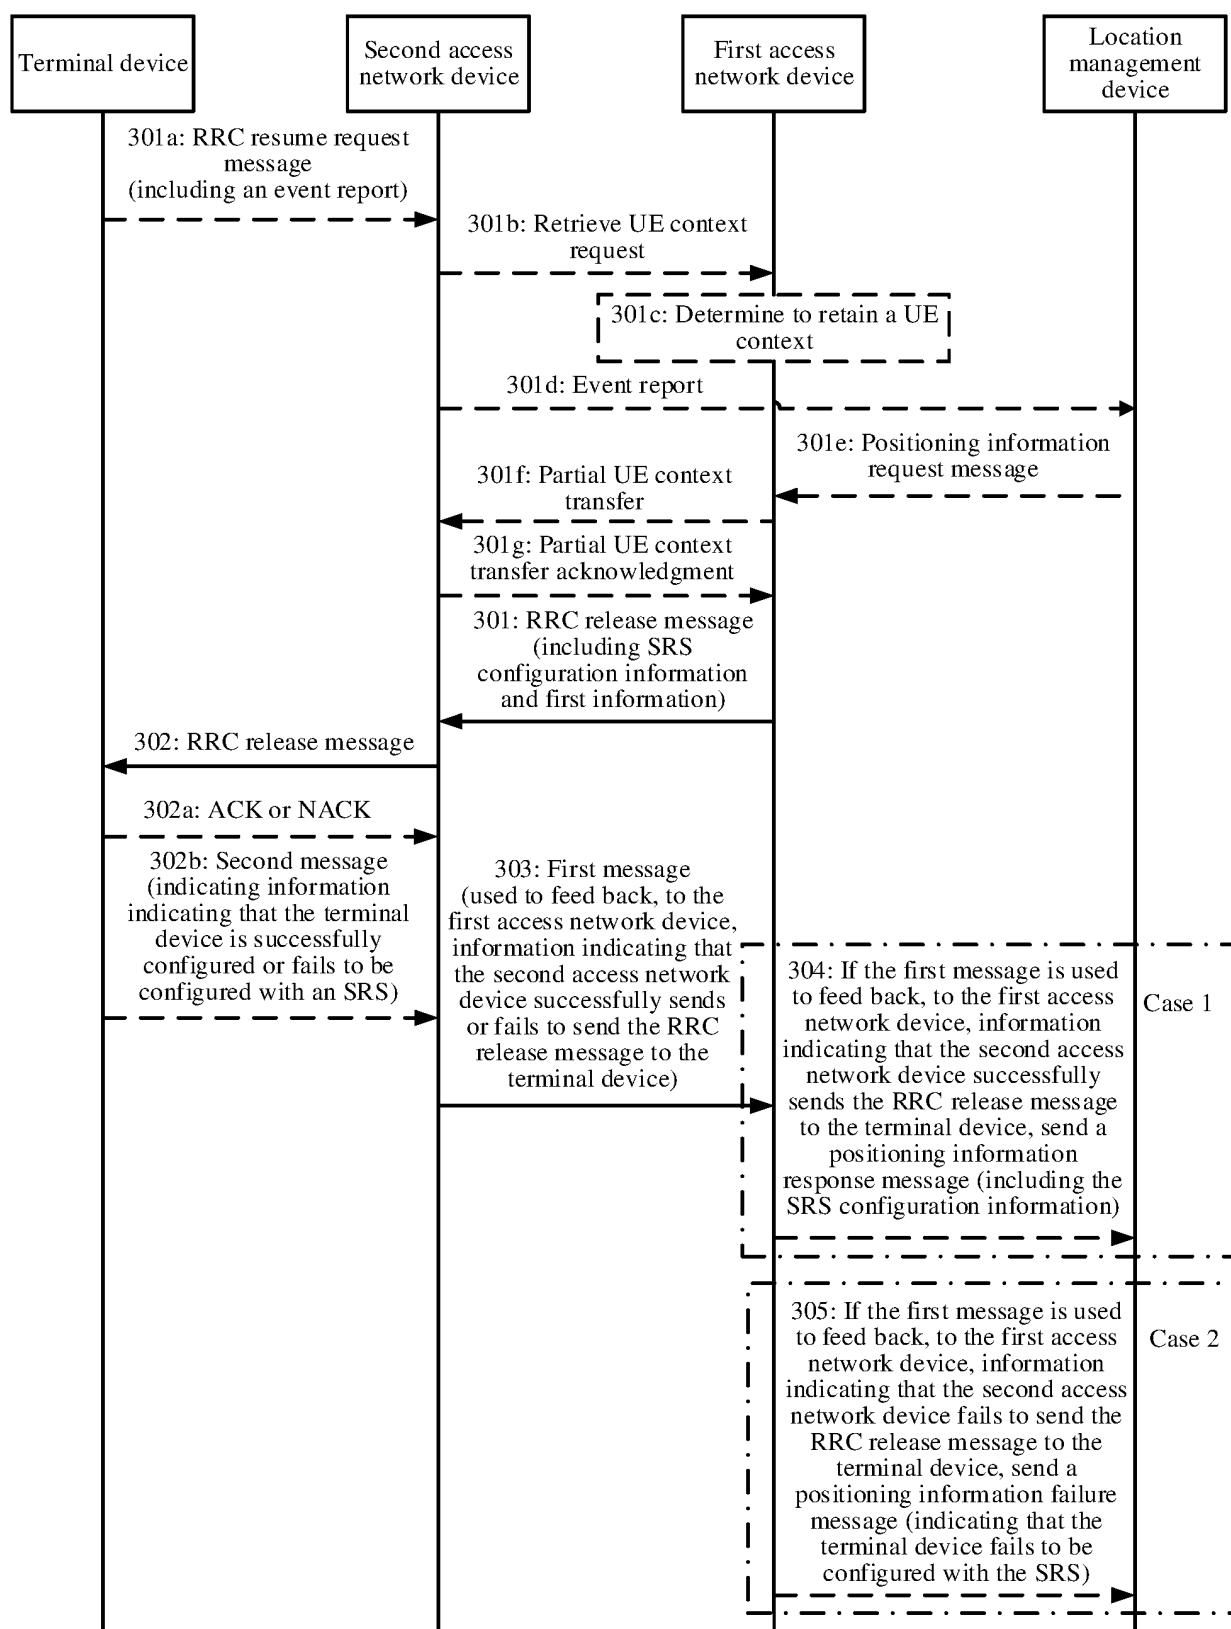 Terminal device
Second access
network device
First access
network device
Location
management
device
301a: RRC resume request
message
(including an event report)
301b: Retrieve UE context
request
301c: Determine to retain a UE
context
301d: Event report
301e: Positioning information
request message
301f: Partial UE context
transfer
301g: Partial UE context
transfer acknowledgment
301: RRC release message
(including SRS
configuration information
and first information)
302: RRC release message
302a: ACK or NACK
302b: Second message
(indicating information
indicating that the terminal
device is successfully
configured or fails to be
configured with an SRS)
303: First message
(used to feed back, to the
first access network device,
information indicating that
the second access network
device successfully sends
or fails to send the RRC
release message to the
terminal device)
304: If the first message is used
to feed back, to the first access
network device, information
indicating that the second access
network device successfully
sends the RRC release message
to the terminal device, send a
positioning information
response message (including the
SRS configuration information)
Case 1
305: If the first message is used
to feed back, to the first access
network device, information
indicating that the second access
network device fails to send the
RRC release message to the
terminal device, send a
positioning information failure
message (indicating that the
terminal device fails to be
configured with the SRS)
Case 2